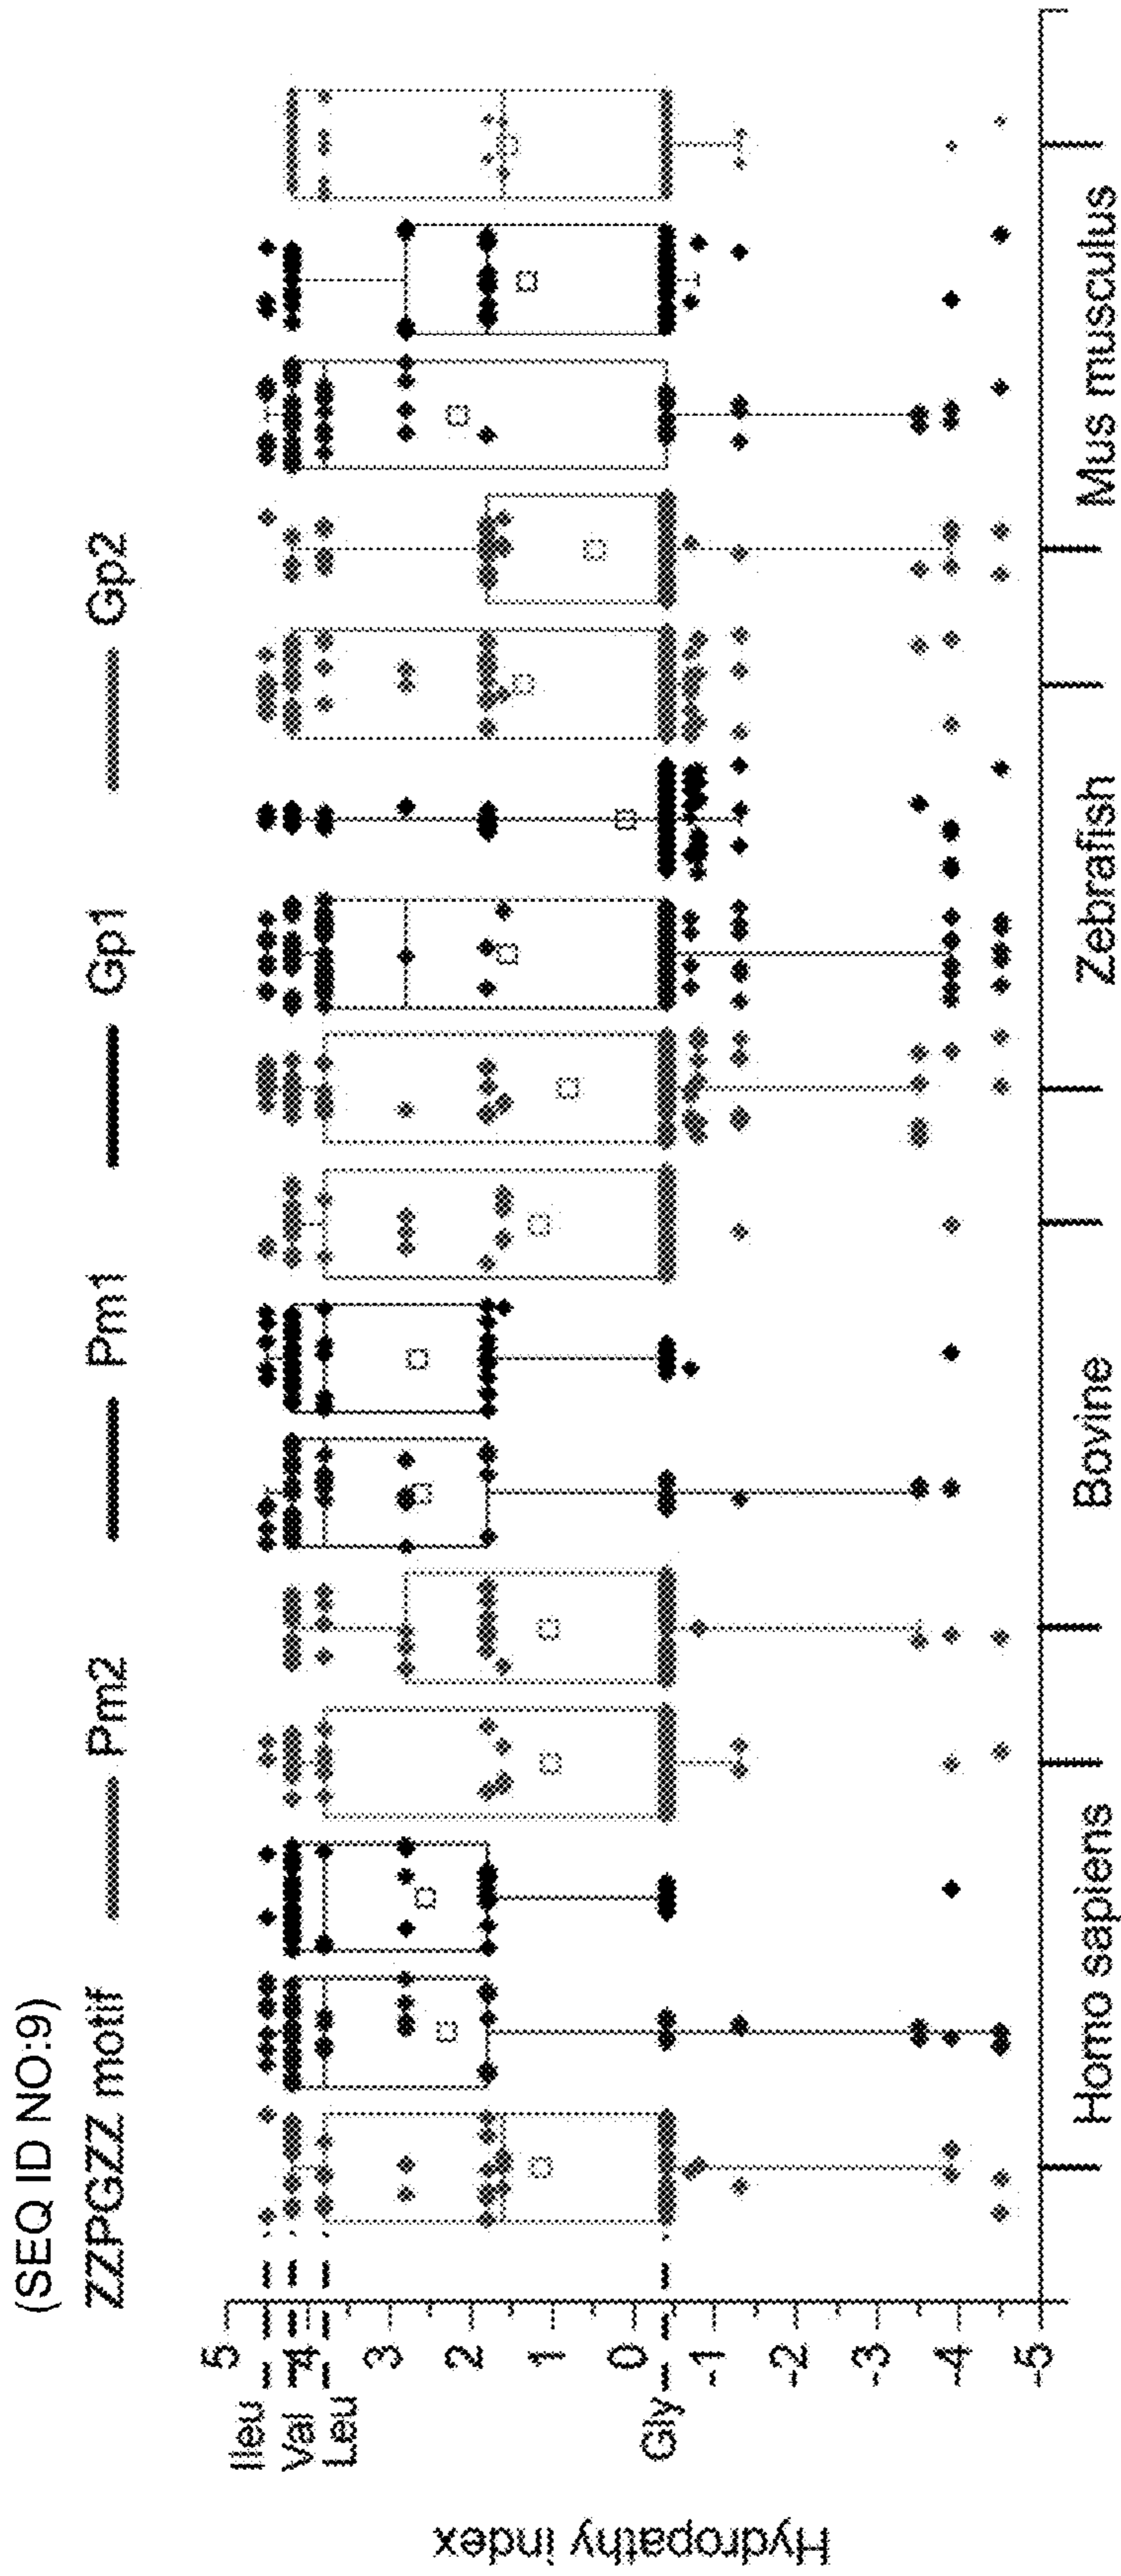 (SEQ ID NO:9)
ZZPGZZ motif
Pm2
Pm1
Gp1
Gp2
Hydropathy index
Ileu
Val
Leu
Gly
5
4
3
2
1
0
-1
-2
-3
-4
-5
Homo sapiens
Bovine
Zebrafish
Mus musculus